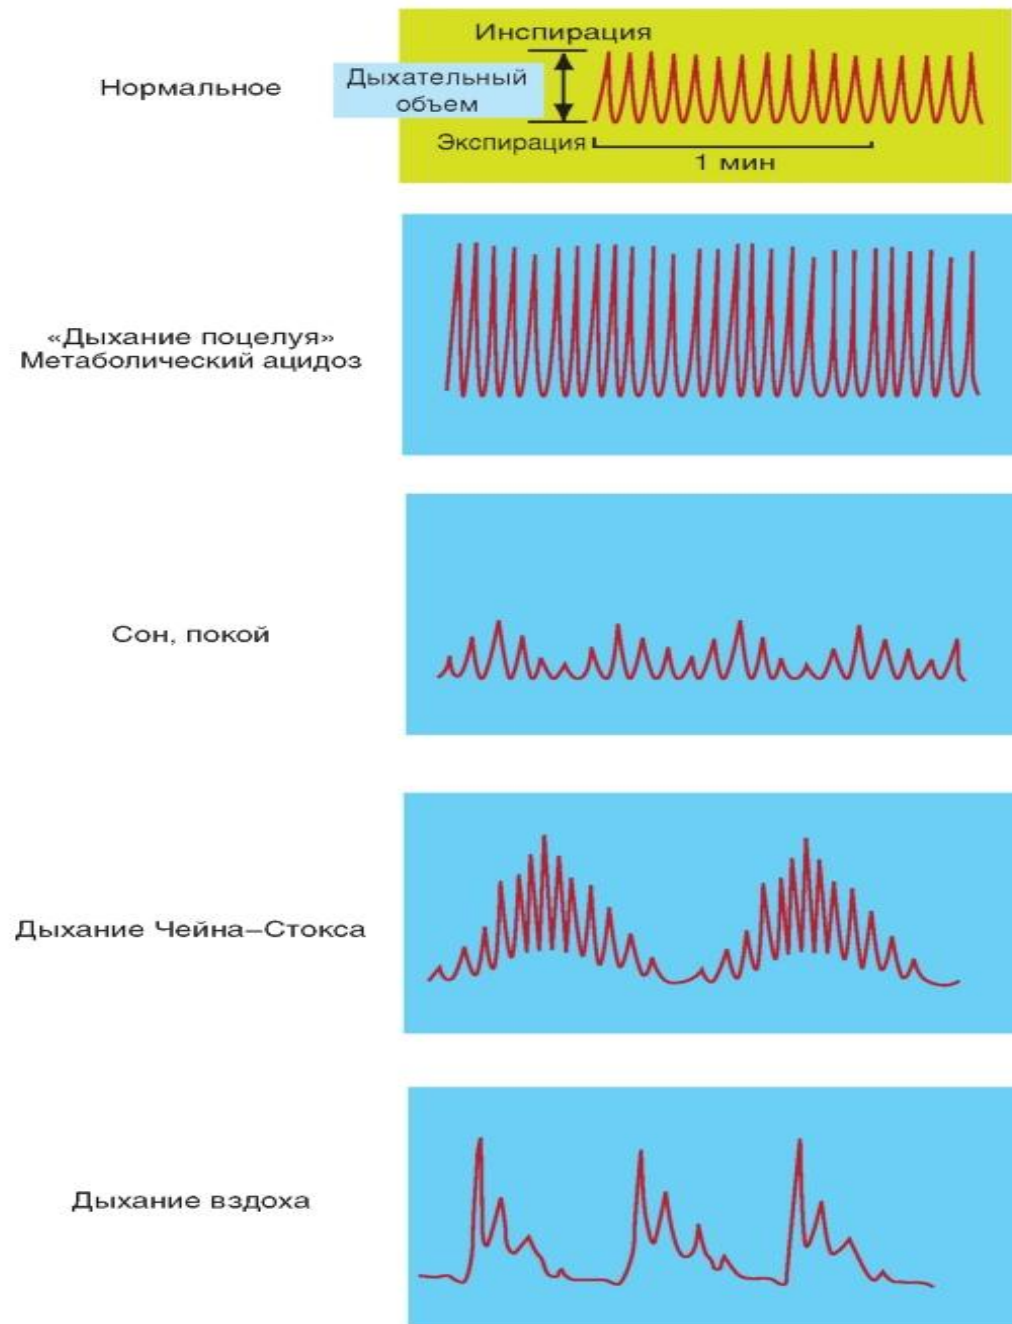 Инспирация
Нормальное
Дыхательный
объем
Экспирация
1 мин
«Дыхание поцелуя»
Метаболический ацидоз
Сон, покой
Дыхание Чейна–Стокса
Дыхание вздоха